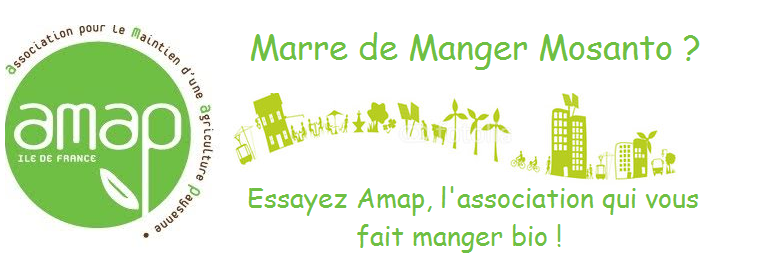 association pour le Maintien d'une agriculture paysanne
amap
ILE DE FRANCE
Marre de Manger Mosanto ?
Essayez Amap, l'association qui vous
fait manger bio !